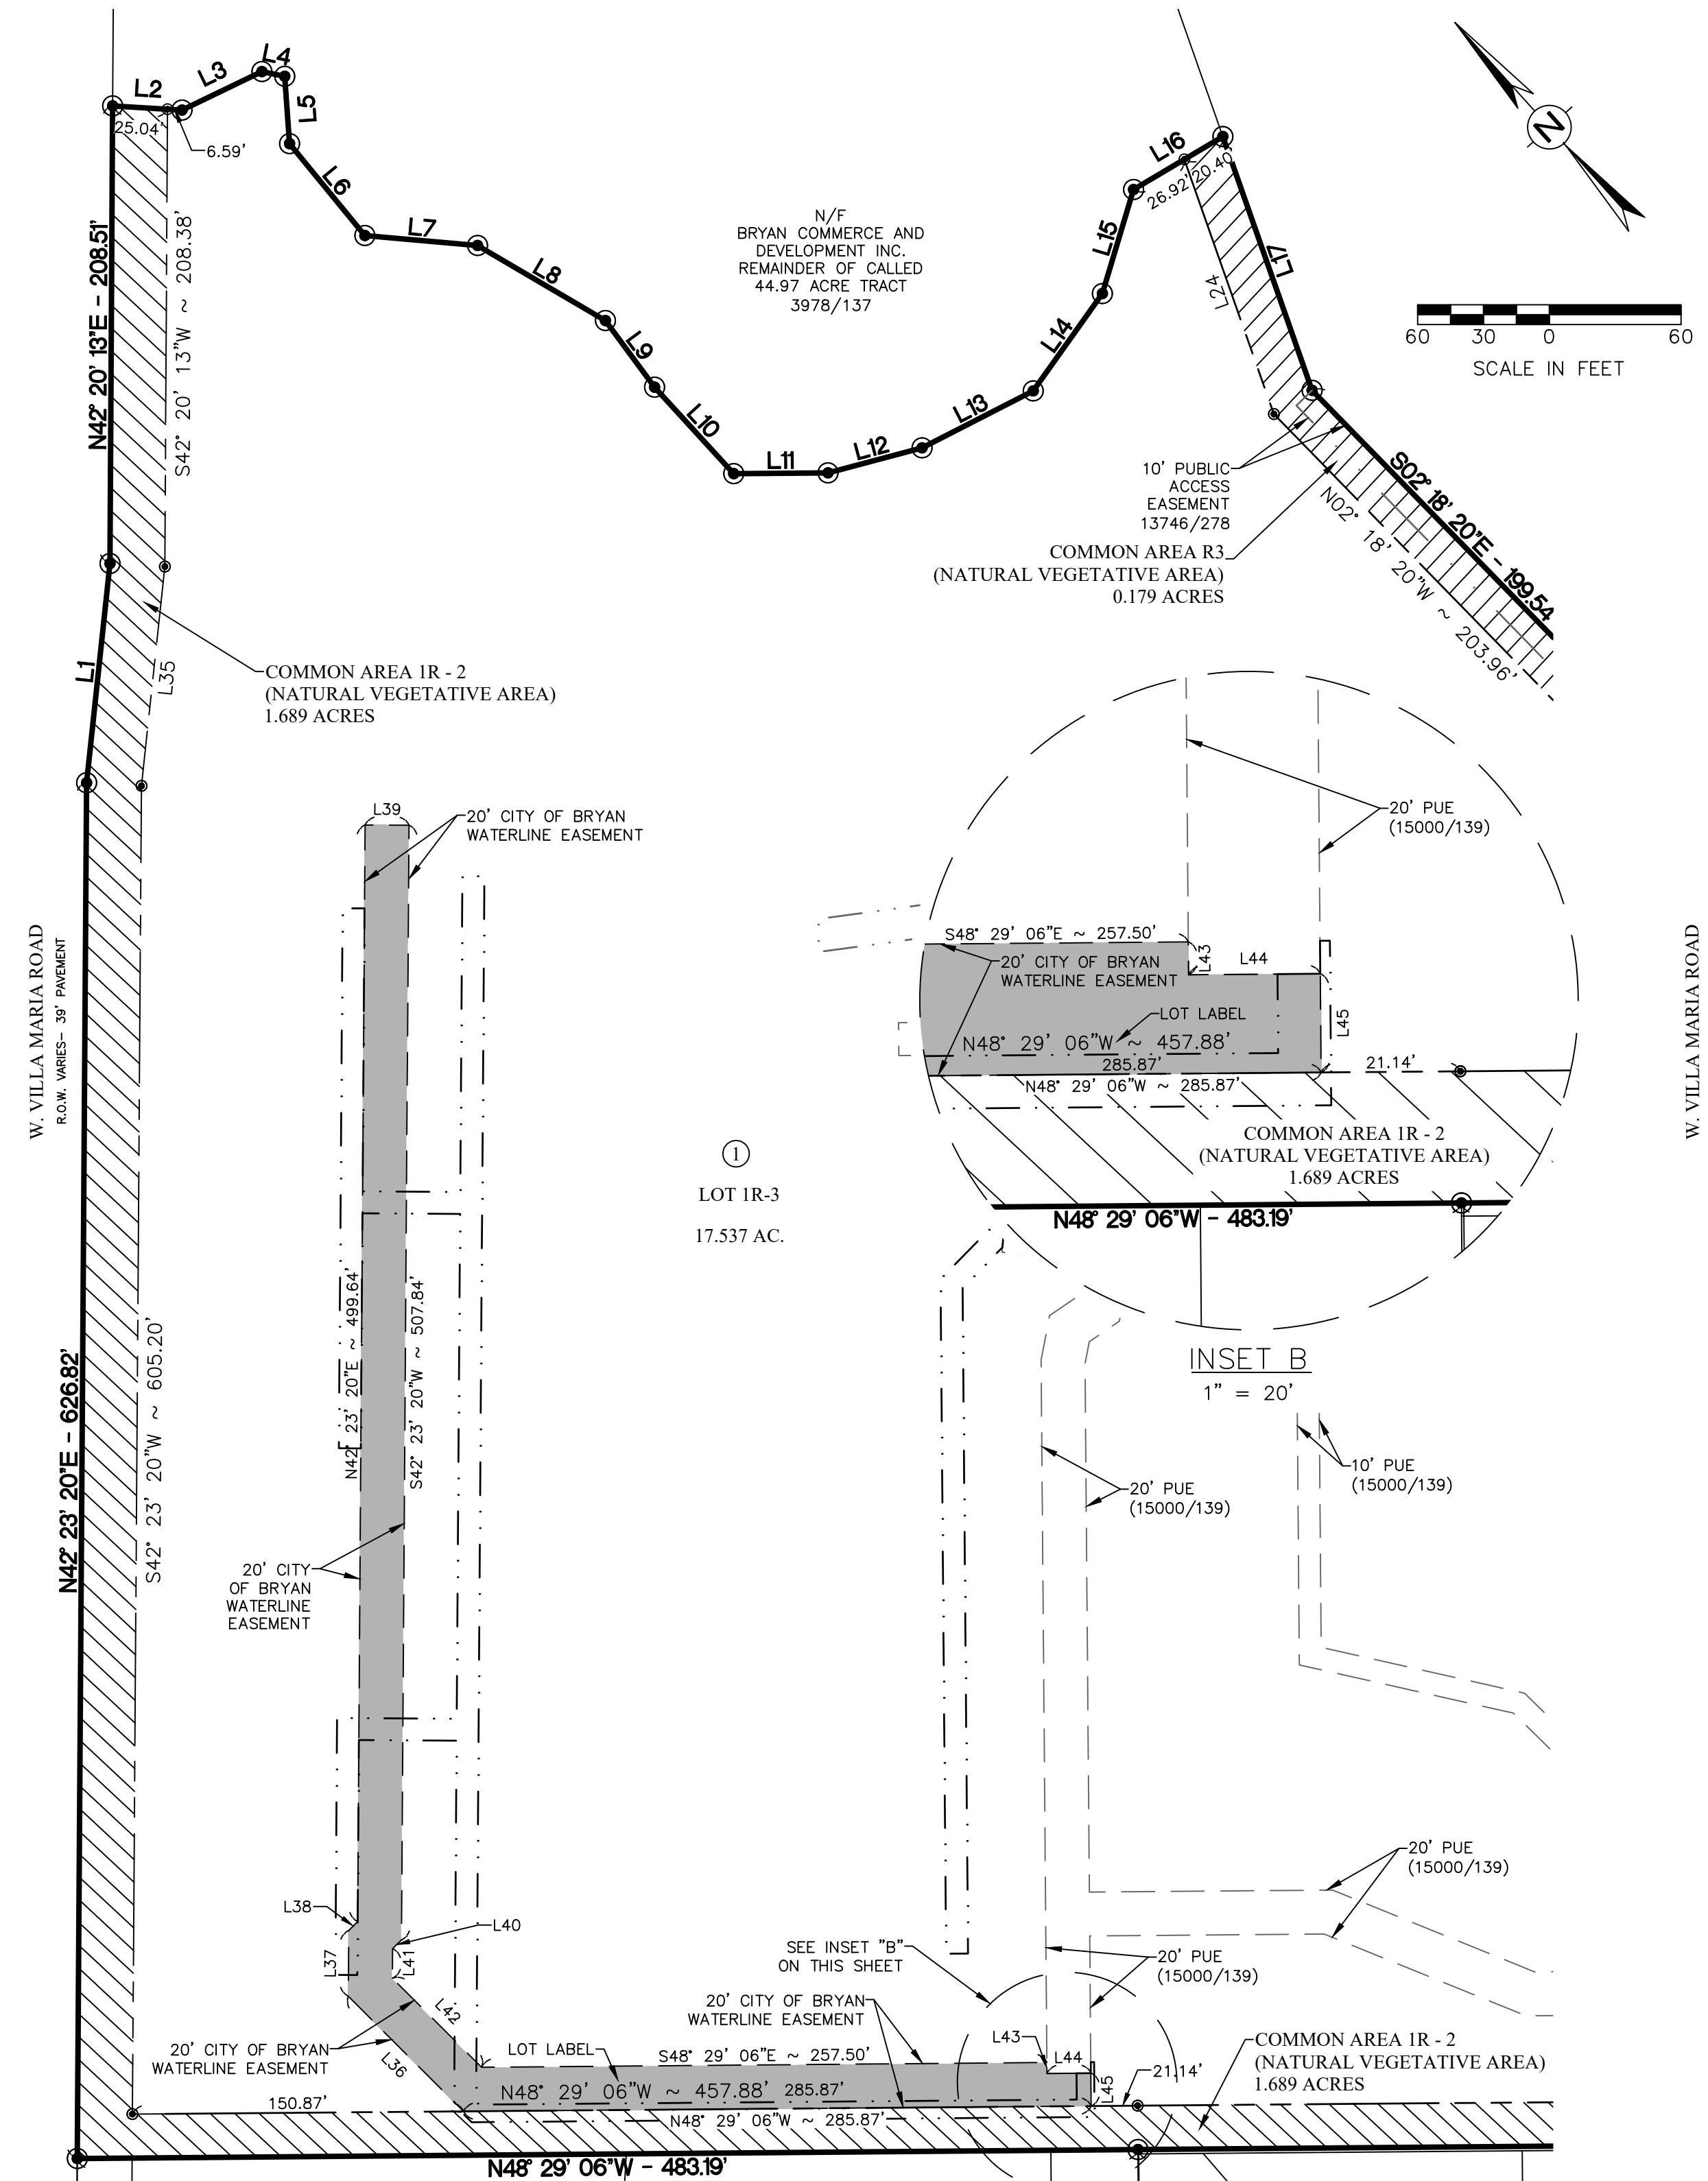 L2
L3
L4
L5
25.04'
6.59'
L6
L7
L8
L9
L10
L11
L12
L13
L14
L15
L16
26.92'
20.40'
L17
L24
N
60 30 0 60
SCALE IN FEET
N/F
BRYAN COMMERCE AND
DEVELOPMENT INC.
REMAINDER OF CALLED
44.97 ACRE TRACT
3978/137
N42° 20' 13"E - 208.51'
S42° 20' 13"W ~ 208.38'
10' PUBLIC
ACCESS
EASEMENT
13746/278
COMMON AREA R3
(NATURAL VEGETATIVE AREA)
0.179 ACRES
S02° 18' 20"E - 199.54
N02° 18' 20"W ~ 203.96'
L1
L35
COMMON AREA 1R - 2
(NATURAL VEGETATIVE AREA)
1.689 ACRES
L39
20' CITY OF BRYAN
WATERLINE EASEMENT
20' PUE
(15000/139)
W. VILLA MARIA ROAD
R.O.W. VARIES- 39' PAVEMENT
W. VILLA MARIA ROAD
S48° 29' 06"E ~ 257.50'
L43
L44
20' CITY OF BRYAN
WATERLINE EASEMENT
LOT LABEL
N48° 29' 06"W ~ 457.88'
L45
285.87'
21.14'
N48° 29' 06"W ~ 285.87'
COMMON AREA 1R - 2
(NATURAL VEGETATIVE AREA)
1.689 ACRES
N48° 29' 06"W - 483.19'
1
LOT 1R-3
17.537 AC.
INSET B
1" = 20'
N42° 23' 20"E ~ 499.64'
S42° 23' 20"W ~ 507.84'
N42° 23' 20"E - 626.82'
S42° 23' 20"W ~ 605.20'
20' PUE
(15000/139)
10' PUE
(15000/139)
20' CITY
OF BRYAN
WATERLINE
EASEMENT
20' PUE
(15000/139)
L38
L40
L37
L41
L42
L36
SEE INSET "B"
ON THIS SHEET
20' PUE
(15000/139)
20' CITY OF BRYAN
WATERLINE EASEMENT
20' CITY OF BRYAN
WATERLINE EASEMENT
LOT LABEL
S48° 29' 06"E ~ 257.50'
L43
L44
L45
21.14'
COMMON AREA 1R - 2
(NATURAL VEGETATIVE AREA)
1.689 ACRES
N48° 29' 06"W ~ 457.88'
285.87'
150.87'
N48° 29' 06"W ~ 285.87'
N48° 29' 06"W - 483.19'